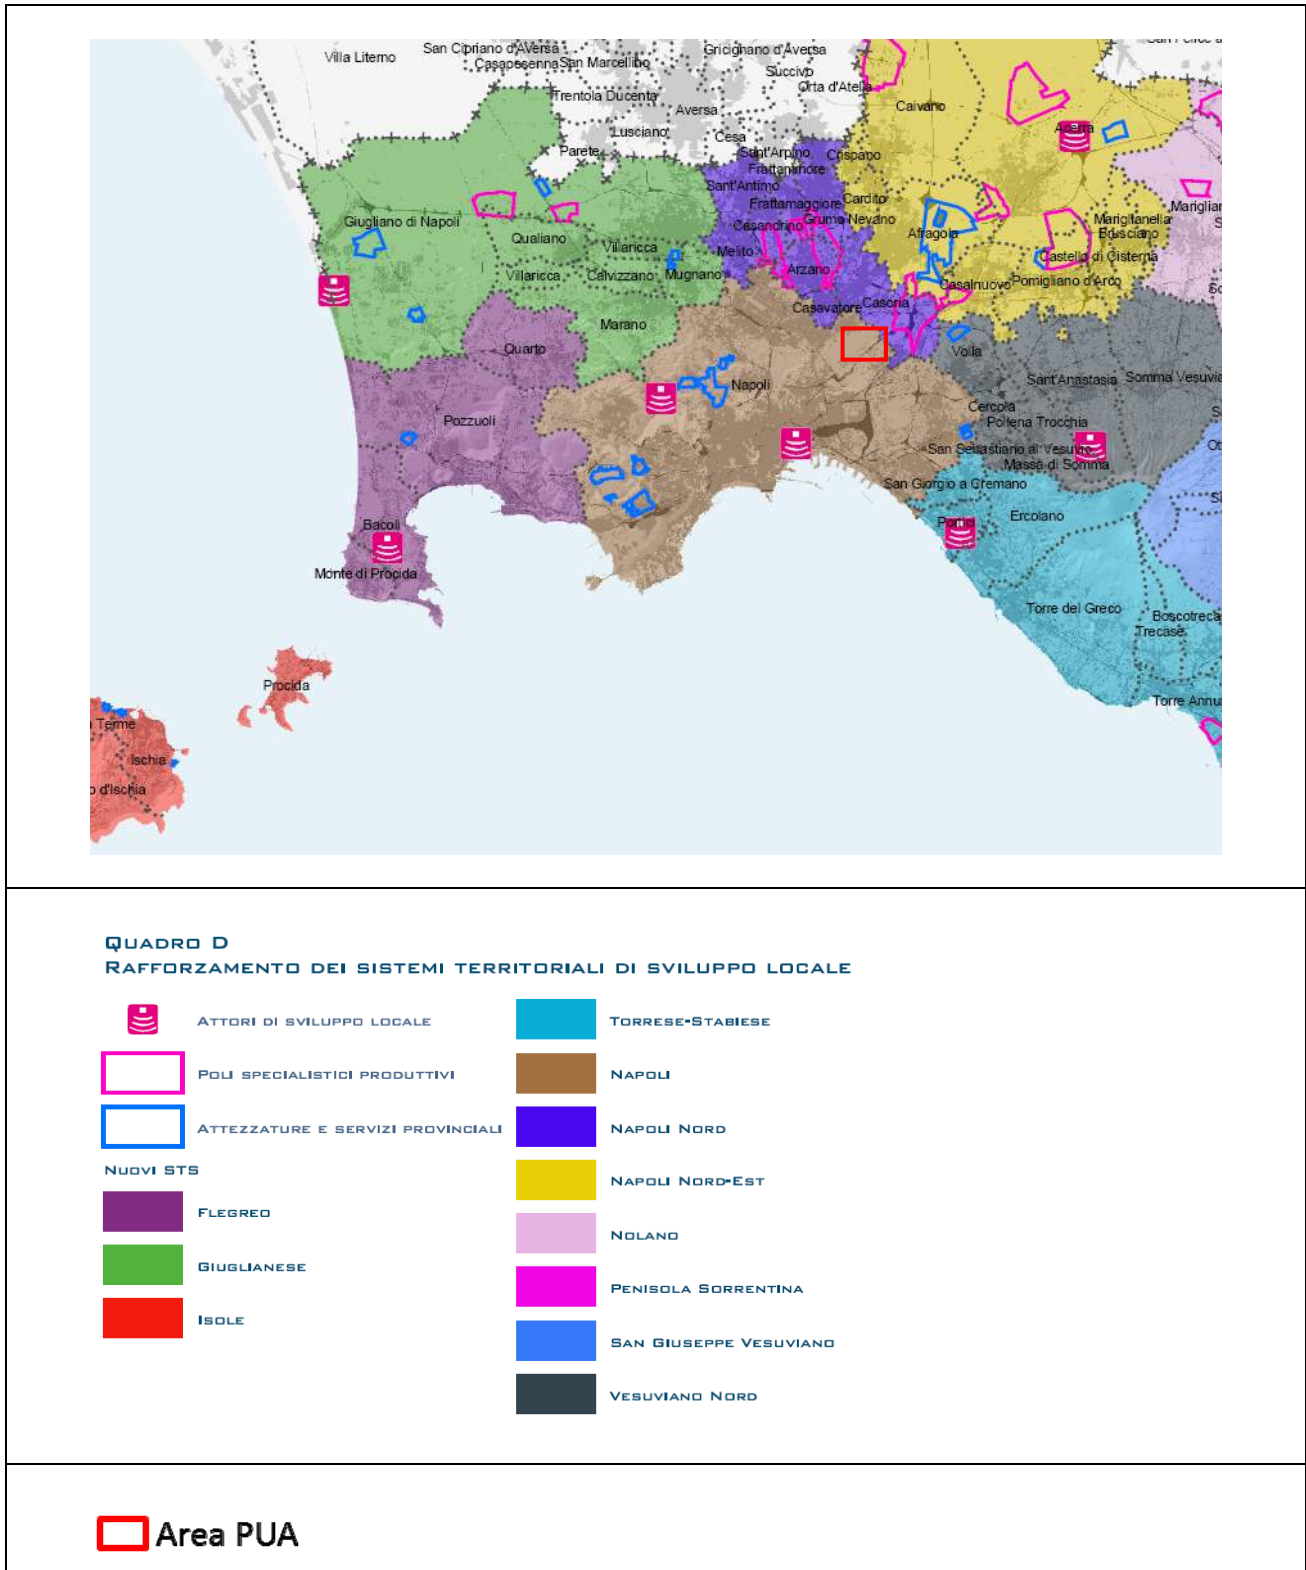 Villa Literno
San Cipriano d'Aversa
Casapesenna
San Marcellino
Gricignano d'Aversa
Succivo
Orta d'Atella
Trentola Ducenta
Aversa
Caivano
Acerra
Lusciano
Cesa
Parete
Sant'Arpino
Crispano
Frattaminore
Sant'Antimo
Frattamaggiore
Cardito
Giugliano di Napoli
Grumo Nevano
Casandrino
Afragola
Mariglianella
Brusciano
Qualiano
Villaricca
Melito
Castello di Cisterna
Villaricca
Calvizzano
Mugnano
Arzano
Casalnuovo
Pomigliano d'Arco
Casavatore
Casoria
Marano
Quarto
Volla
Napoli
Sant'Anastasia
Cercola
Pollena Trocchia
Pozzuoli
San Sebastiano al Vesuvio
Massa di Somma
San Giorgio a Cremano
Portici
Ercolano
Bacoli
Monte di Procida
Torre del Greco
Boscotreca
Trecase
Procida
Torre Annu
Terme
Ischia
o d'Ischia
QUADRO D
RAFFORZAMENTO DEI SISTEMI TERRITORIALI DI SVILUPPO LOCALE
ATTORI DI SVILUPPO LOCALE
POLI SPECIALISTICI PRODUTTIVI
ATTEZZATURE E SERVIZI PROVINCIALI
NUOVI STS
FLEGREO
GIUGLIANESE
ISOLE
TORRESE-STABIESE
NAPOLI
NAPOLI NORD
NAPOLI NORD-EST
NOLANO
PENISOLA SORRENTINA
SAN GIUSEPPE VESUVIANO
VESUVIANO NORD
Area PUA